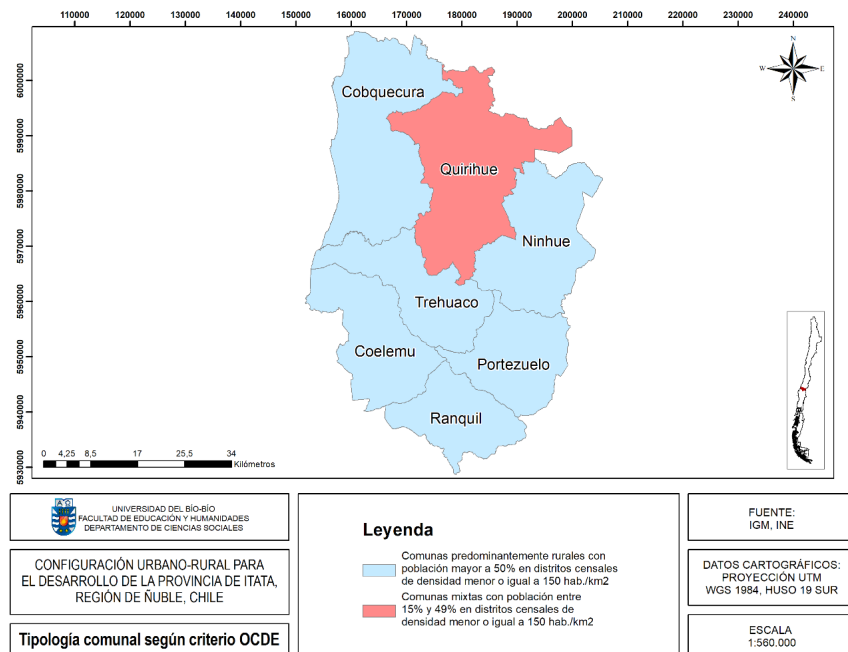 110000 120000 130000 140000 150000 160000 170000 180000 190000 200000 210000 220000 230000 240000
6000000
5990000
5980000
5970000
5960000
5950000
5940000
5930000
N
W E
S
Cobquecura
Quirihue
Ninhue
Trehuaco
Coelemu
Portezuelo
Ranquil
0 4,25 8,5 17 25,5 34
Kilómetros
UNIVERSIDAD DEL BÍO-BÍO
FACULTAD DE EDUCACIÓN Y HUMANIDADES
DEPARTAMENTO DE CIENCIAS SOCIALES
CONFIGURACIÓN URBANO-RURAL PARA
EL DESARROLLO DE LA PROVINCIA DE ITATA,
REGIÓN DE ÑUBLE, CHILE
Tipología comunal según criterio OCDE
Leyenda
Comunas predominantemente rurales con
población mayor a 50% en distritos censales
de densidad menor o igual a 150 hab./km2
Comunas mixtas con población entre
15% y 49% en distritos censales de
densidad menor o igual a 150 hab./km2
FUENTE:
IGM, INE
DATOS CARTOGRÁFICOS:
PROYECCIÓN UTM
WGS 1984, HUSO 19 SUR
ESCALA
1:560.000